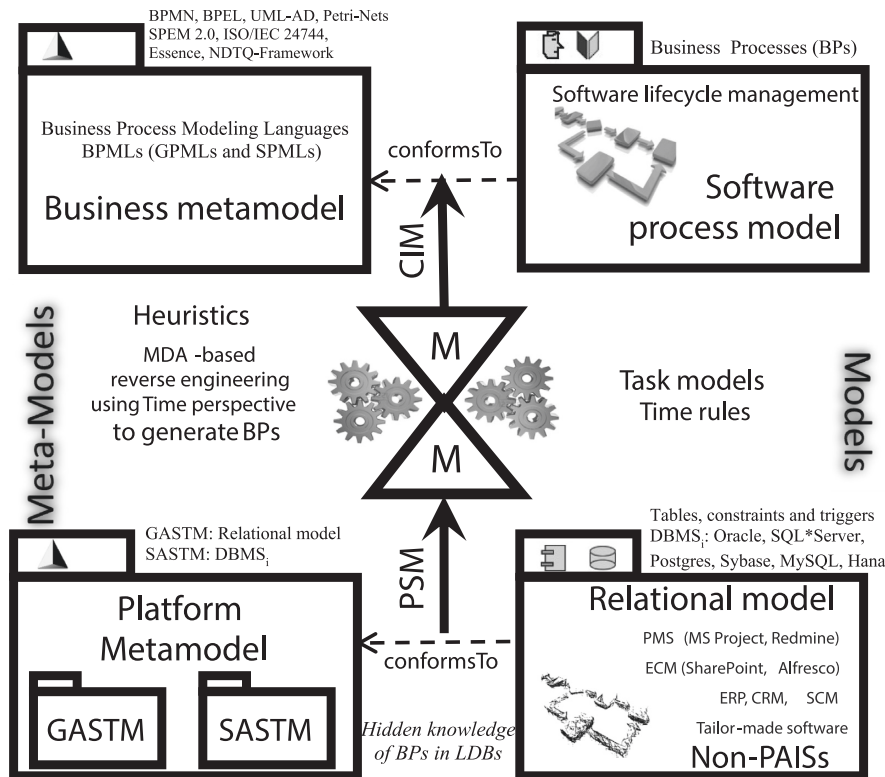 BPMN, BPEL, UML-AD, Petri-Nets
SPEM 2.0, ISO/IEC 24744,
Essence, NDTQ-Framework
Business Process Modeling Languages
BPMLs (GPMLs and SPMLs)
Business metamodel
conformsTo
Business Processes (BPs)
Software lifecycle management
Software
process model
CIM
Meta-Models
Heuristics
MDA -based
reverse engineering
using Time perspective
to generate BPs
M
M
Task models
Time rules
Models
PSM
GASTM: Relational model
SASTM: DBMSi
Platform
Metamodel
GASTM
SASTM
conformsTo
Hidden knowledge
of BPs in LDBs
Tables, constraints and triggers
DBMSi: Oracle, SQL*Server,
Postgres, Sybase, MySQL, Hana
Relational model
PMS (MS Project, Redmine)
ECM (SharePoint, Alfresco)
ERP, CRM, SCM
Tailor-made software
Non-PAISs